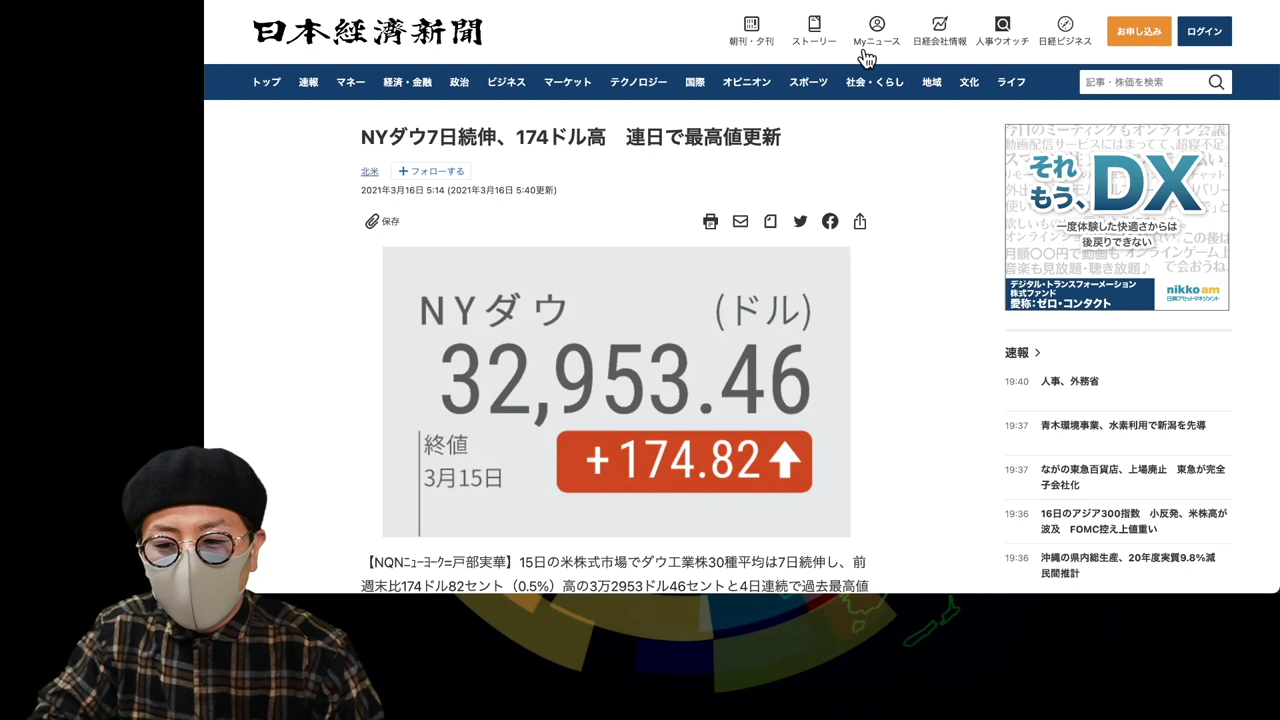 日本経済新聞
朝刊・夕刊
ストーリー
Myニュース
日経会社情報
人事ウオッチ
日経ビジネス
お申し込み
ログイン
トップ
速報
マネー
経済・金融
政治
ビジネス
マーケット
テクノロジー
国際
オピニオン
スポーツ
社会・くらし
地域
文化
ライフ
記事・株価を検索
NYダウ7日続伸、174ドル高　連日で最高値更新
北米
+ フォローする
2021年3月16日 5:14 (2021年3月16日 5:40更新)
保存
NYダウ (ドル)
32,953.46
終値
3月15日
+174.82
【NQNﾆｭｰﾖｰｸ=戸部実華】15日の米株式市場でダウ工業株30種平均は7日続伸し、前
週末比174ドル82セント（0.5%）高の3万2953ドル46セントと4日連続で過去最高値
それ
もう、
DX
一度体験した快適さからは
後戻りできない
デジタル・トランスフォーメーション
株式ファンド
愛称：ゼロ・コンタクト
nikko am
日興アセットマネジメント
速報
19:40 人事、外務省
19:37 青木環境事業、水素利用で新潟を先導
19:37 ながの東急百貨店、上場廃止　東急が完全
子会社化
19:36 16日のアジア300指数　小反発、米株高が
波及　FOMC控え上値重い
19:36 沖縄の県内総生産、20年度実質9.8%減
民間推計